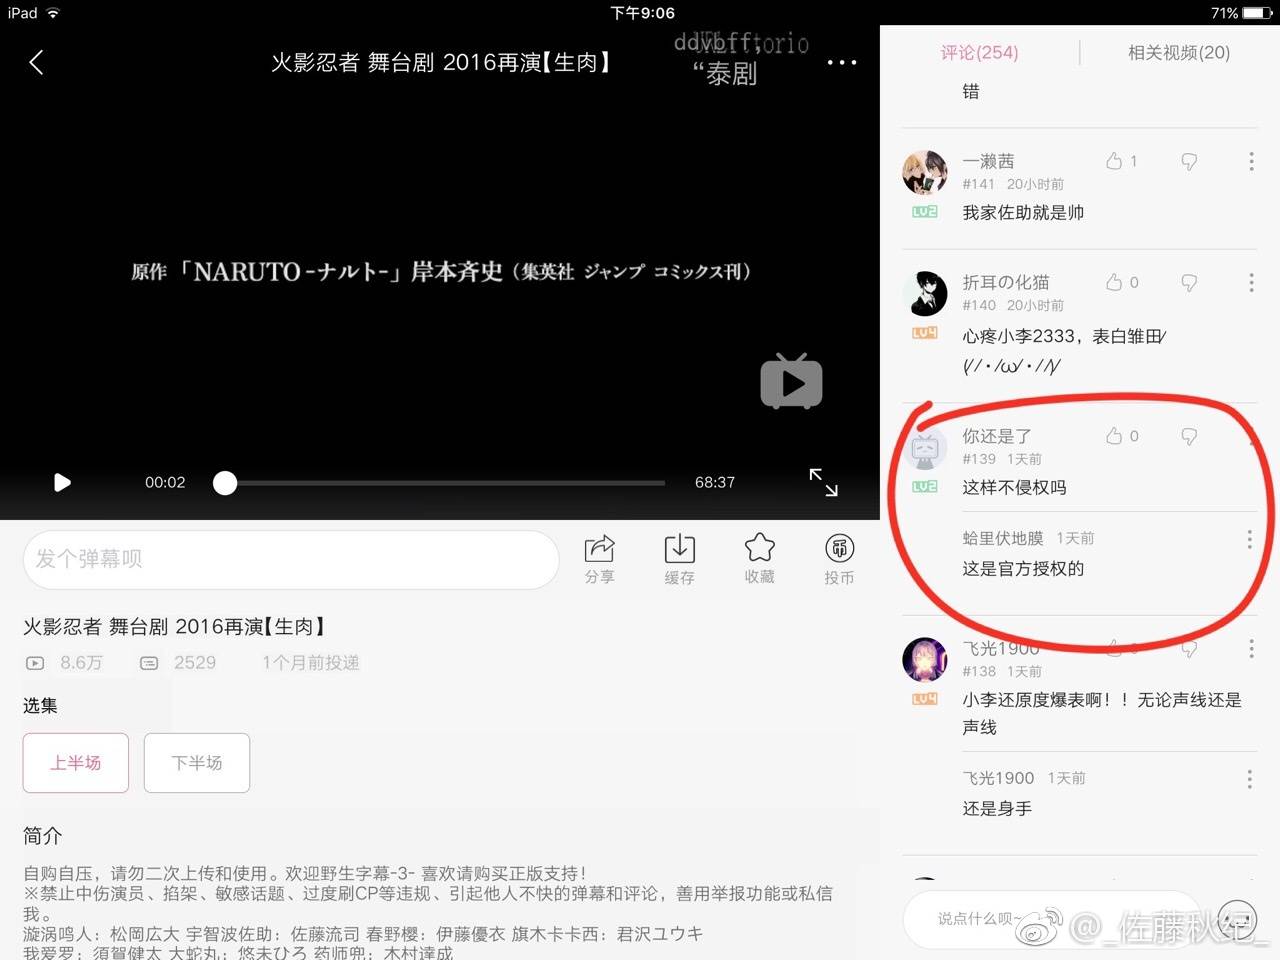 iPad
下午9:06
71%
火影忍者 舞台剧 2016再演【生肉】
ddvbff,
“泰剧
原作「NARUTO-ナルト-」岸本斉史（集英社 ジャンプ コミックス刊）
00:02
68:37
发个弹幕呗
分享
缓存
收藏
投币
火影忍者 舞台剧 2016再演【生肉】
8.6万
2529
1个月前投递
选集
上半场
下半场
简介
自购自压，请勿二次上传和使用。欢迎野生字幕-3- 喜欢请购买正版支持！
※禁止中伤演员、掐架、敏感话题、过度刷CP等违规、引起他人不快的弹幕和评论，善用举报功能或私信
我。
漩涡鸣人：松岡広大 宇智波佐助：佐藤流司 春野樱：伊藤優衣 旗木卡卡西：君沢ユウキ
我爱罗：須賀健太 大蛇丸：悠未ひろ 药师兜：木村達成
评论(254)
相关视频(20)
错
一濑茜
1
#141 20小时前
LV2
我家佐助就是帅
折耳の化猫
0
#140 20小时前
LV4
心疼小李2333，表白雏田⁄
(⁄ ⁄•⁄ω⁄•⁄ ⁄)⁄
你还是了
0
#139 1天前
LV2
这样不侵权吗
蛤里伏地膜 1天前
这是官方授权的
飞光1900
#138 1天前
LV4
小李还原度爆表啊！！无论声线还是
声线
飞光1900 1天前
还是身手
说点什么呗~
@_佐藤秋纪_